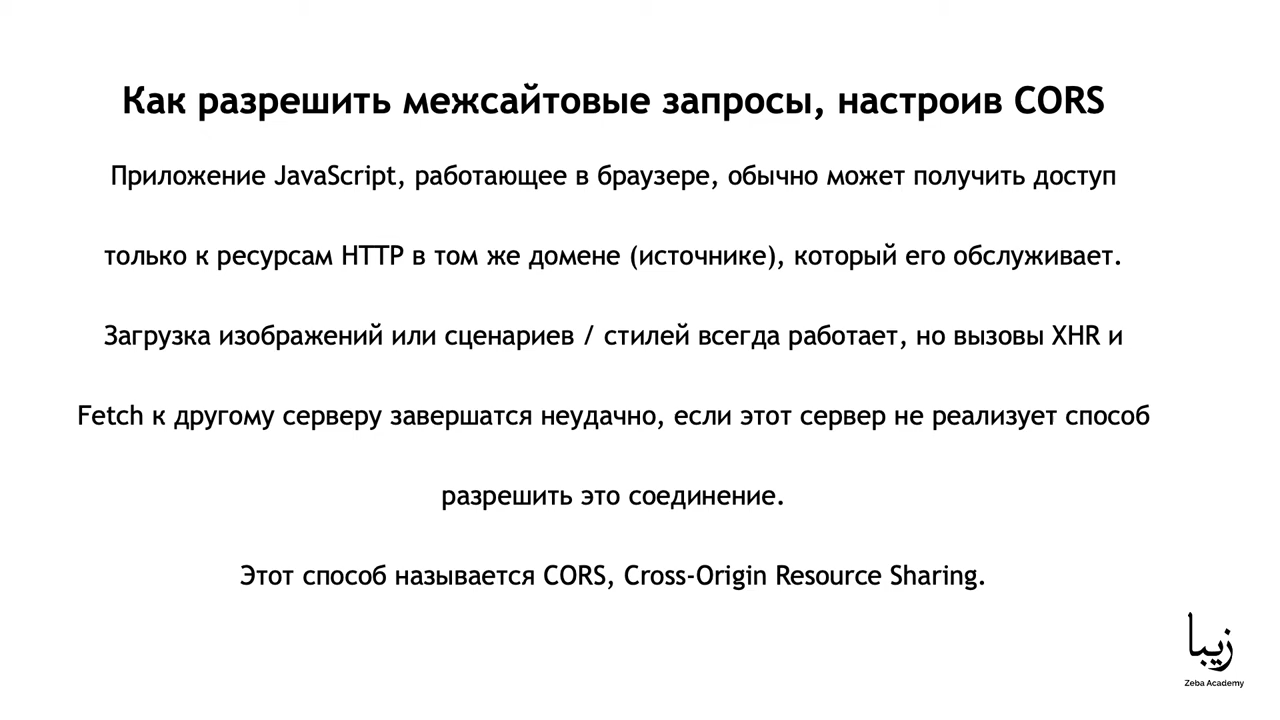 Как разрешить межсайтовые запросы, настроив CORS
Приложение JavaScript, работающее в браузере, обычно может получить доступ
только к ресурсам HTTP в том же домене (источнике), который его обслуживает.
Загрузка изображений или сценариев / стилей всегда работает, но вызовы XHR и
Fetch к другому серверу завершатся неудачно, если этот сервер не реализует способ
разрешить это соединение.
Этот способ называется CORS, Cross-Origin Resource Sharing.
زيبا
Zeba Academy